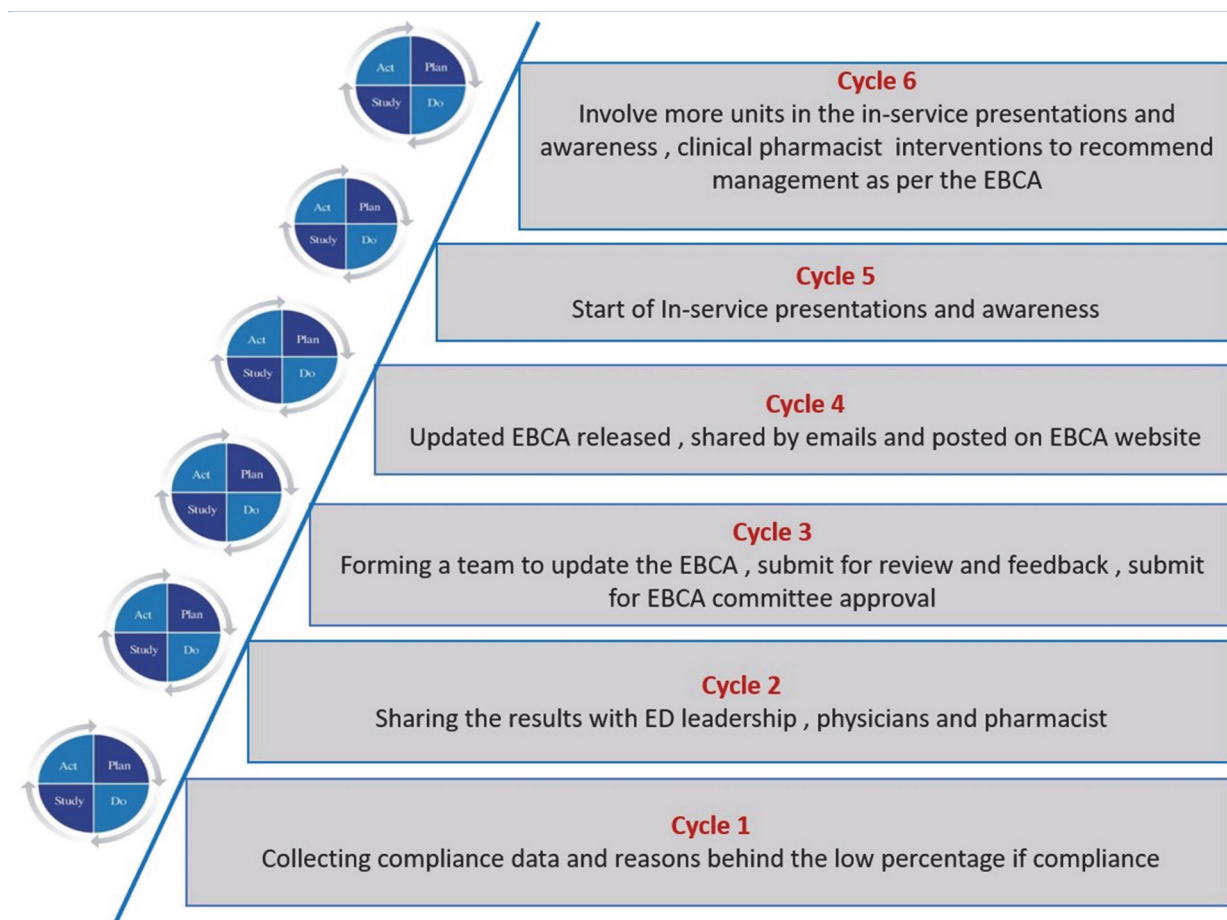 Act Plan
Study Do
Cycle 6
Involve more units in the in-service presentations and
awareness , clinical pharmacist interventions to recommend
management as per the EBCA
Act Plan
Study Do
Cycle 5
Start of In-service presentations and awareness
Act Plan
Study Do
Cycle 4
Updated EBCA released , shared by emails and posted on EBCA website
Act Plan
Study Do
Cycle 3
Forming a team to update the EBCA , submit for review and feedback , submit
for EBCA committee approval
Act Plan
Study Do
Cycle 2
Sharing the results with ED leadership , physicians and pharmacist
Act Plan
Study Do
Cycle 1
Collecting compliance data and reasons behind the low percentage if compliance